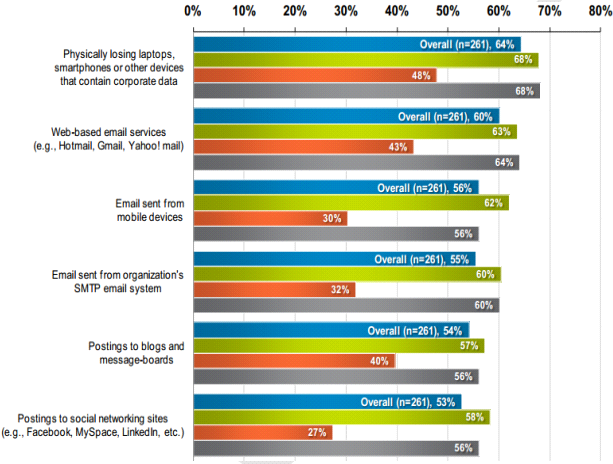 0% 10% 20% 30% 40% 50% 60% 70% 80%
Physically losing laptops,
smartphones or other devices
that contain corporate data
Overall (n=261), 64%
68%
48%
68%
Web-based email services
(e.g., Hotmail, Gmail, Yahoo! mail)
Overall (n=261), 60%
63%
43%
64%
Email sent from
mobile devices
Overall (n=261), 56%
62%
30%
56%
Email sent from organization's
SMTP email system
Overall (n=261), 55%
60%
32%
60%
Postings to blogs and
message-boards
Overall (n=261), 54%
57%
40%
56%
Postings to social networking sites
(e.g., Facebook, MySpace, LinkedIn, etc.)
Overall (n=261), 53%
58%
27%
56%